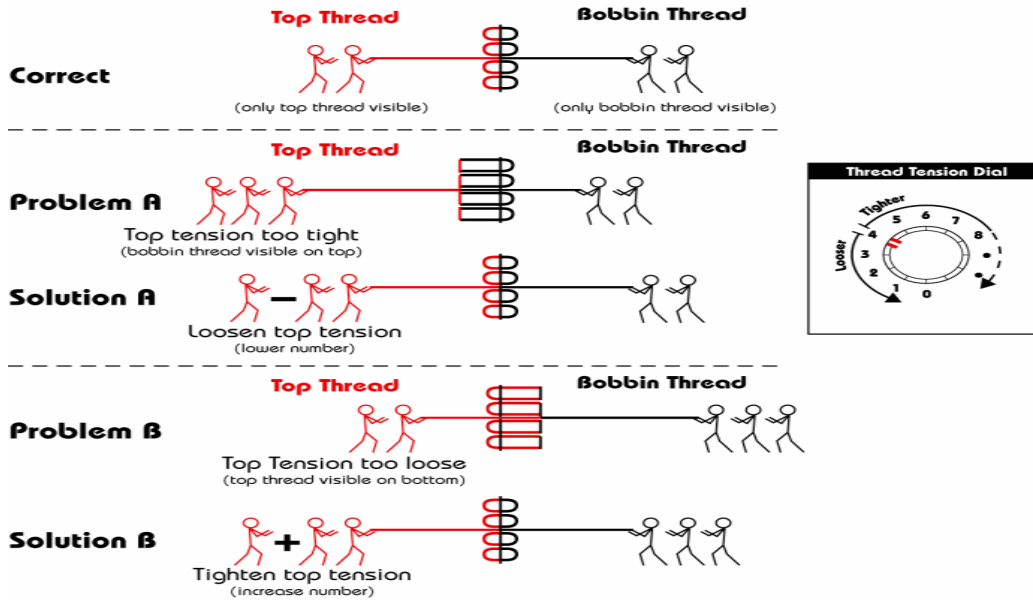 Top Thread
Bobbin Thread
Correct
(only top thread visible)
(only bobbin thread visible)
Top Thread
Bobbin Thread
Problem A
Top tension too tight
(bobbin thread visible on top)
Solution A
−
Loosen top tension
(lower number)
Thread Tension Dial
Tighter
Looser
0 1 2 3 4 5 6 7 8
Top Thread
Bobbin Thread
Problem B
Top Tension too loose
(top thread visible on bottom)
Solution B
+
Tighten top tension
(increase number)